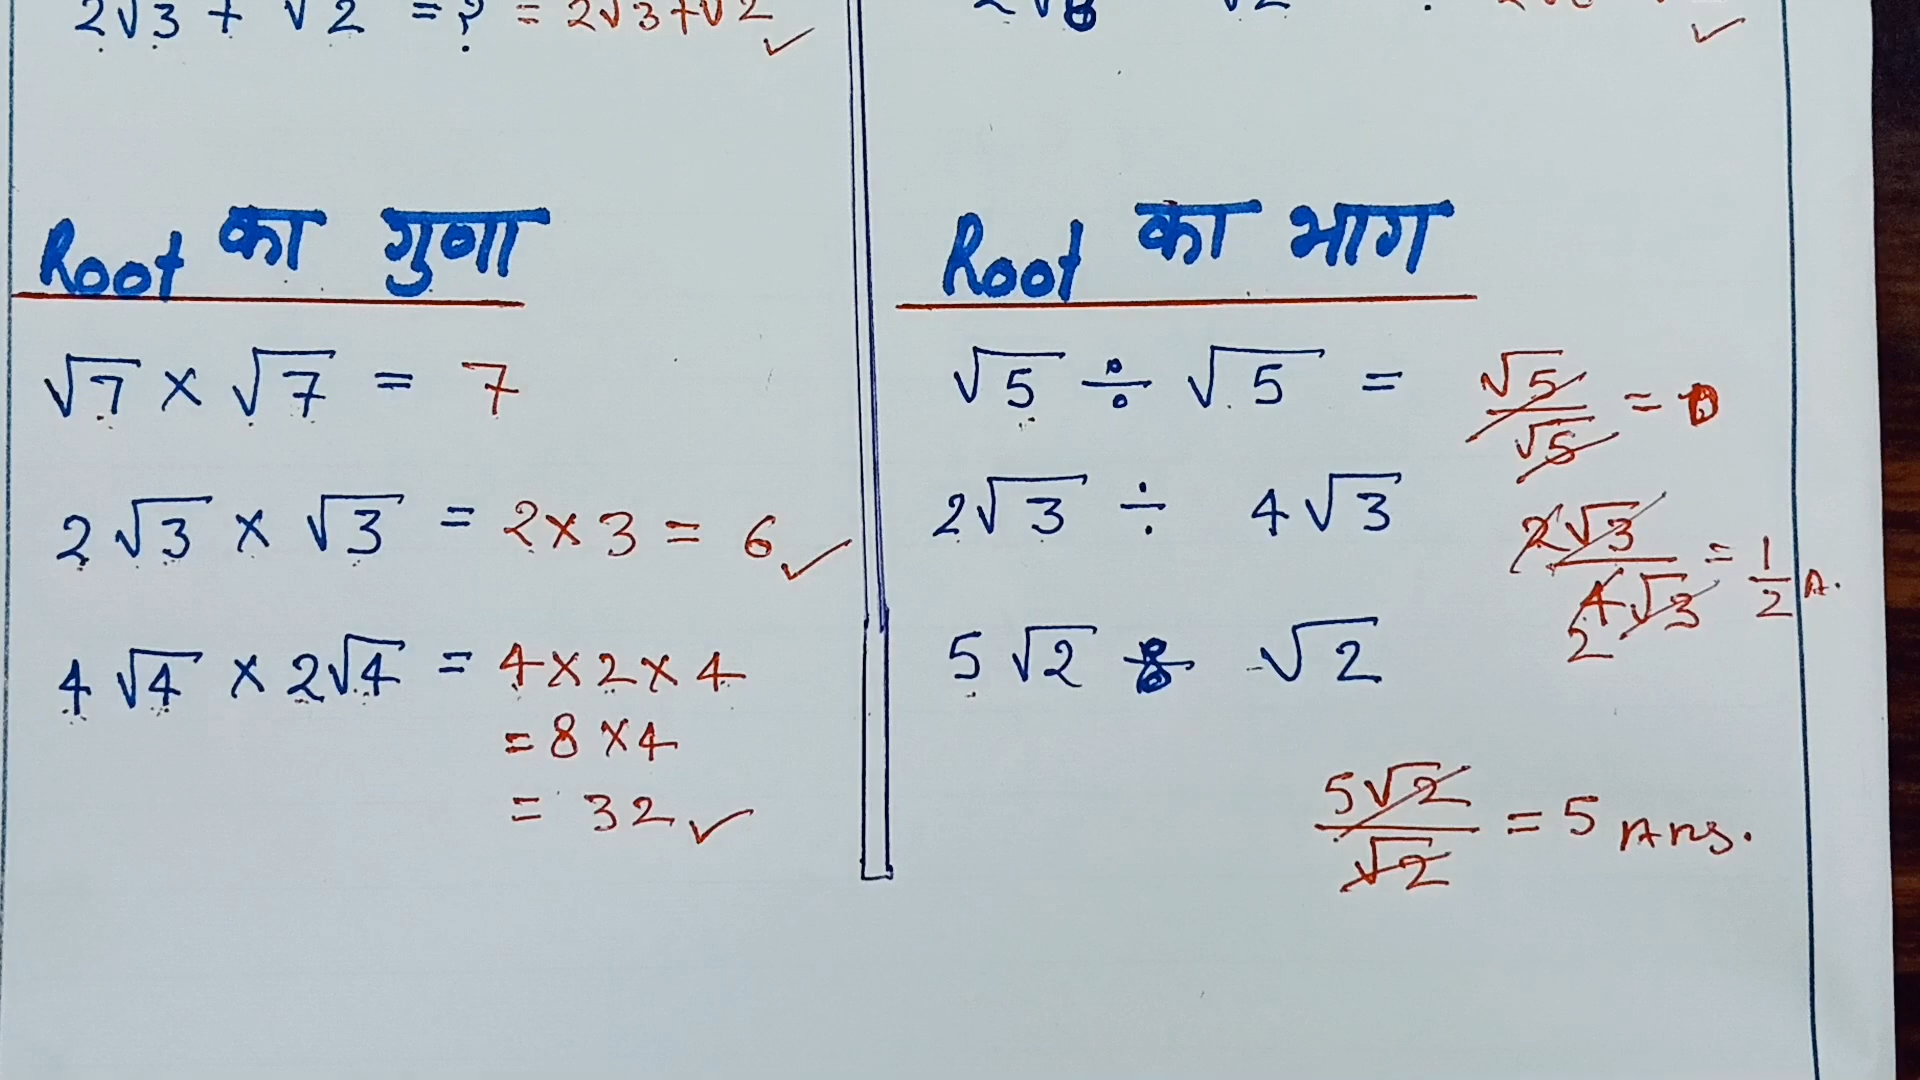 2√3 + √2 = ? = 2√3+√2 ✓
Root का गुणा
√7 × √7 = 7
2√3 × √3 = 2×3 = 6 ✓
4√4 × 2√4 = 4×2×4
= 8×4
= 32 ✓
Root का भाग
√5 ÷ √5 = √5/√5 =
2√3 ÷ 4√3
2√3/4√3 = 1/2 A.
2
5√2 ÷ √2
5√2/√2 = 5 Ans.